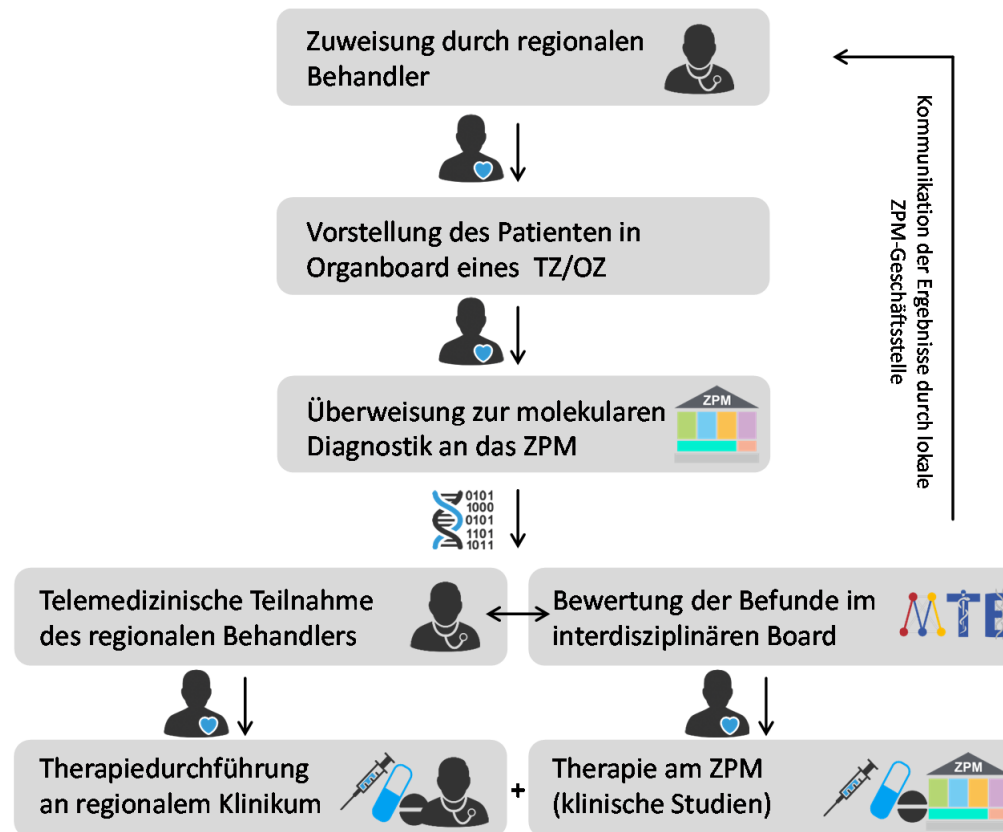 Zuweisung durch regionalen
Behandler
Kommunikation der Ergebnisse durch lokale
ZPM-Geschäftsstelle
Vorstellung des Patienten in
Organboard eines TZ/OZ
Überweisung zur molekularen
Diagnostik an das ZPM
ZPM
0101
1000
0101
1101
1011
Telemedizinische Teilnahme
des regionalen Behandlers
Bewertung der Befunde im
interdisziplinären Board
MTB
Therapiedurchführung
an regionalem Klinikum
+
Therapie am ZPM
(klinische Studien)
ZPM